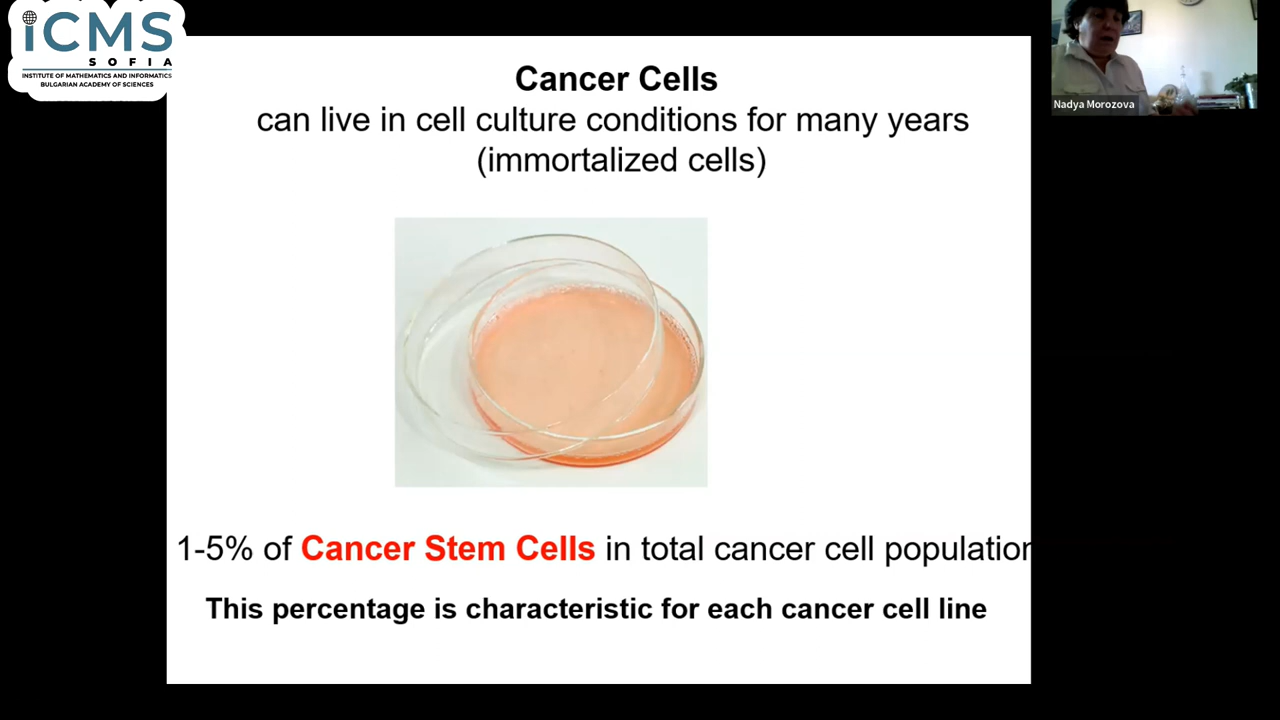 iCMS
SOFIA
INSTITUTE OF MATHEMATICS AND INFORMATICS
BULGARIAN ACADEMY OF SCIENCES
Nadya Morozova
Cancer Cells
can live in cell culture conditions for many years
(immortalized cells)
1-5% of Cancer Stem Cells in total cancer cell population
This percentage is characteristic for each cancer cell line